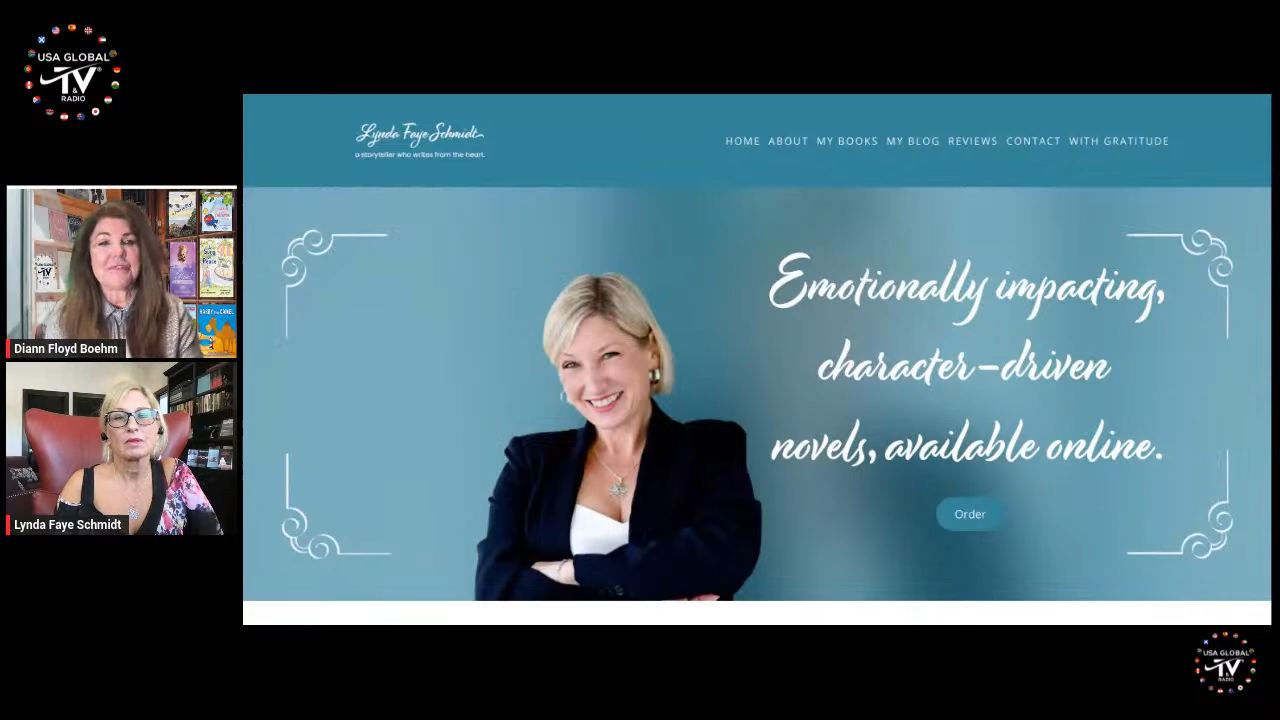 USA GLOBAL
TV
&
RADIO
Lynda Faye Schmidt
a storyteller who writes from the heart.
HOME ABOUT MY BOOKS MY BLOG REVIEWS CONTACT WITH GRATITUDE
Emotionally impacting,
character-driven
novels, available online.
Order
Diann Floyd Boehm
Lynda Faye Schmidt
USA GLOBAL
TV
RADIO